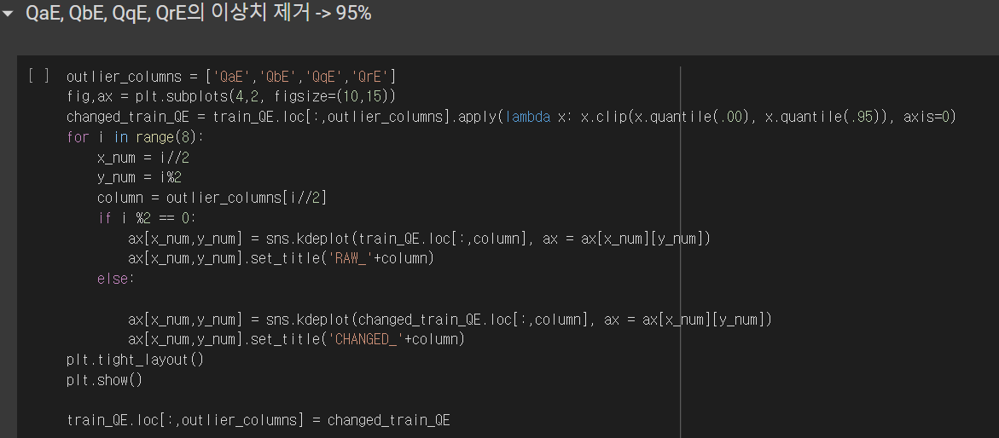 QaE, QbE, QqE, QrE의 이상치 제거 -> 95%
[ ] outlier_columns = ['QaE','QbE','QqE','QrE']
fig,ax = plt.subplots(4,2, figsize=(10,15))
changed_train_QE = train_QE.loc[:,outlier_columns].apply(lambda x: x.clip(x.quantile(.00), x.quantile(.95)), axis=0)
for i in range(8):
    x_num = i//2
    y_num = i%2
    column = outlier_columns[i//2]
    if i %2 == 0:
        ax[x_num,y_num] = sns.kdeplot(train_QE.loc[:,column], ax = ax[x_num][y_num])
        ax[x_num,y_num].set_title('RAW_'+column)
    else:
        ax[x_num,y_num] = sns.kdeplot(changed_train_QE.loc[:,column], ax = ax[x_num][y_num])
        ax[x_num,y_num].set_title('CHANGED_'+column)
plt.tight_layout()
plt.show()
train_QE.loc[:,outlier_columns] = changed_train_QE